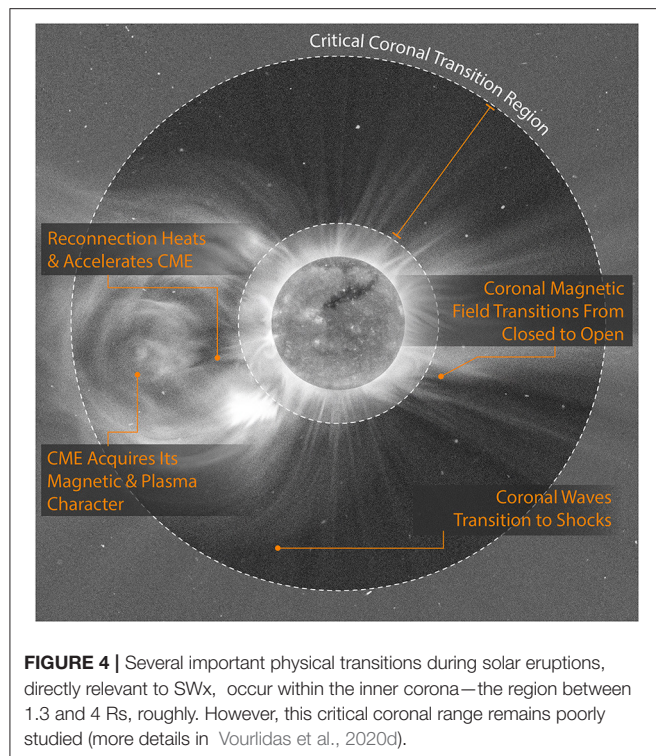 Critical Coronal Transition Region
Reconnection Heats
& Accelerates CME
Coronal Magnetic
Field Transitions From
Closed to Open
CME Acquires Its
Magnetic & Plasma
Character
Coronal Waves
Transition to Shocks
FIGURE 4 | Several important physical transitions during solar eruptions,
directly relevant to SWx, occur within the inner corona—the region between
1.3 and 4 Rs, roughly. However, this critical coronal range remains poorly
studied (more details in Vourlidas et al., 2020d).